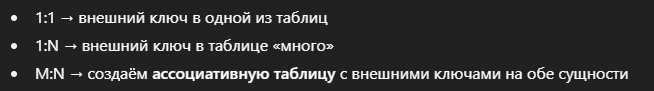 • 1:1 → внешний ключ в одной из таблиц
• 1:N → внешний ключ в таблице «много»
• M:N → создаём ассоциативную таблицу с внешними ключами на обе сущности